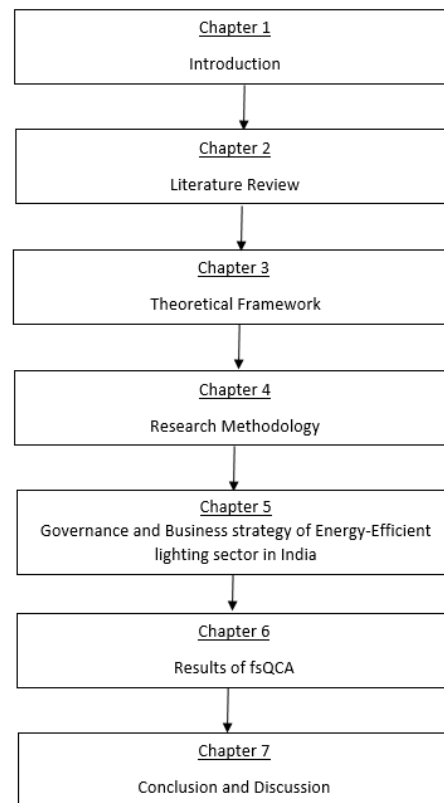 Chapter 1
Introduction
Chapter 2
Literature Review
Chapter 3
Theoretical Framework
Chapter 4
Research Methodology
Chapter 5
Governance and Business strategy of Energy-Efficient
lighting sector in India
Chapter 6
Results of fsQCA
Chapter 7
Conclusion and Discussion